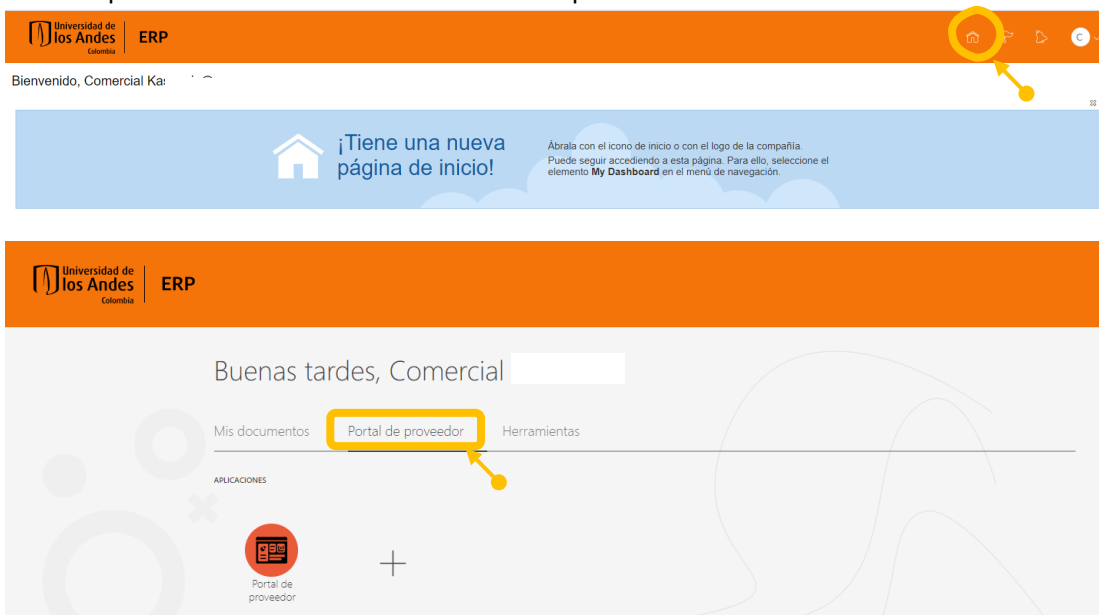 Universidad de
los Andes
Colombia
ERP
C
Bienvenido, Comercial
¡Tiene una nueva
página de inicio!
Ábrala con el icono de inicio o con el logo de la compañía.
Puede seguir accediendo a esta página. Para ello, seleccione el
elemento My Dashboard en el menú de navegación.
Universidad de
los Andes
Colombia
ERP
Buenas tardes, Comercial
Mis documentos Portal de proveedor Herramientas
APLICACIONES
Portal de
proveedor